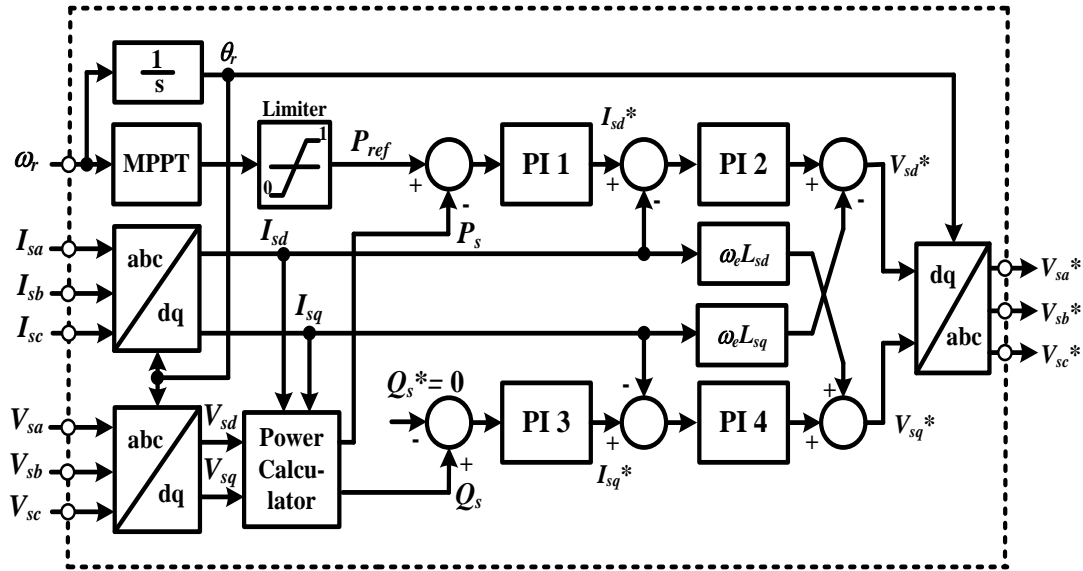 θr
1
s
Limiter
Isd*
1
ωr
MPPT
0
Pref
+
-
PI 1
+
-
PI 2
+
-
Vsd*
Isa
Isb
Isc
abc
dq
Isd
Ps
ωeLsd
Isq
ωeLsq
dq
abc
Vsa*
Vsb*
Vsc*
Qs*= 0
-
+
Qs
PI 3
-
+
Isq*
PI 4
+
+
Vsq*
Vsa
Vsb
Vsc
abc
dq
Vsd
Vsq
Power
Calcu-
lator